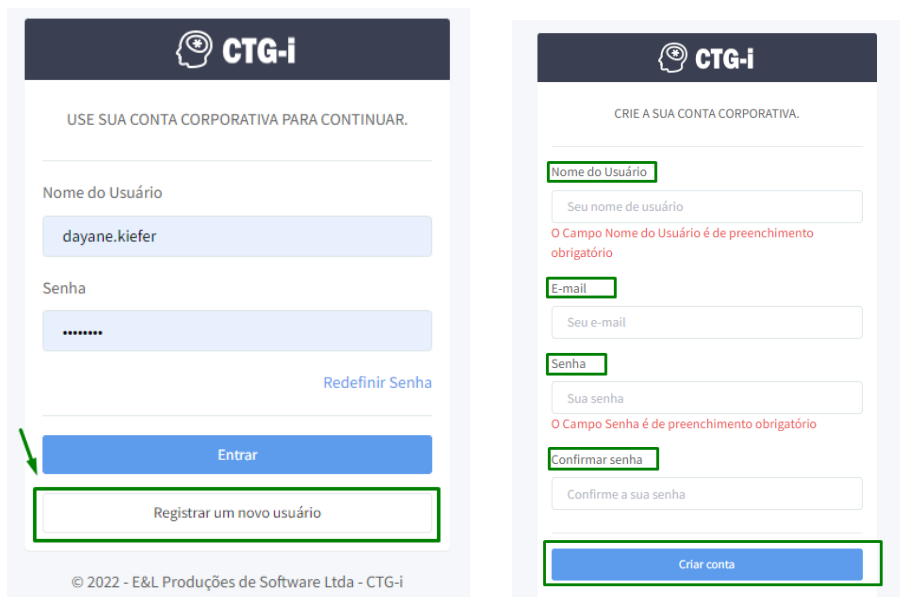 CTG-i
USE SUA CONTA CORPORATIVA PARA CONTINUAR.
Nome do Usuário
dayane.kiefer
Senha
••••••••
Redefinir Senha
Entrar
Registrar um novo usuário
© 2022 - E&L Produções de Software Ltda - CTG-i
CTG-i
CRIE A SUA CONTA CORPORATIVA.
Nome do Usuário
Seu nome de usuário
O Campo Nome do Usuário é de preenchimento
obrigatório
E-mail
Seu e-mail
Senha
Sua senha
O Campo Senha é de preenchimento obrigatório
Confirmar senha
Confirme a sua senha
Criar conta